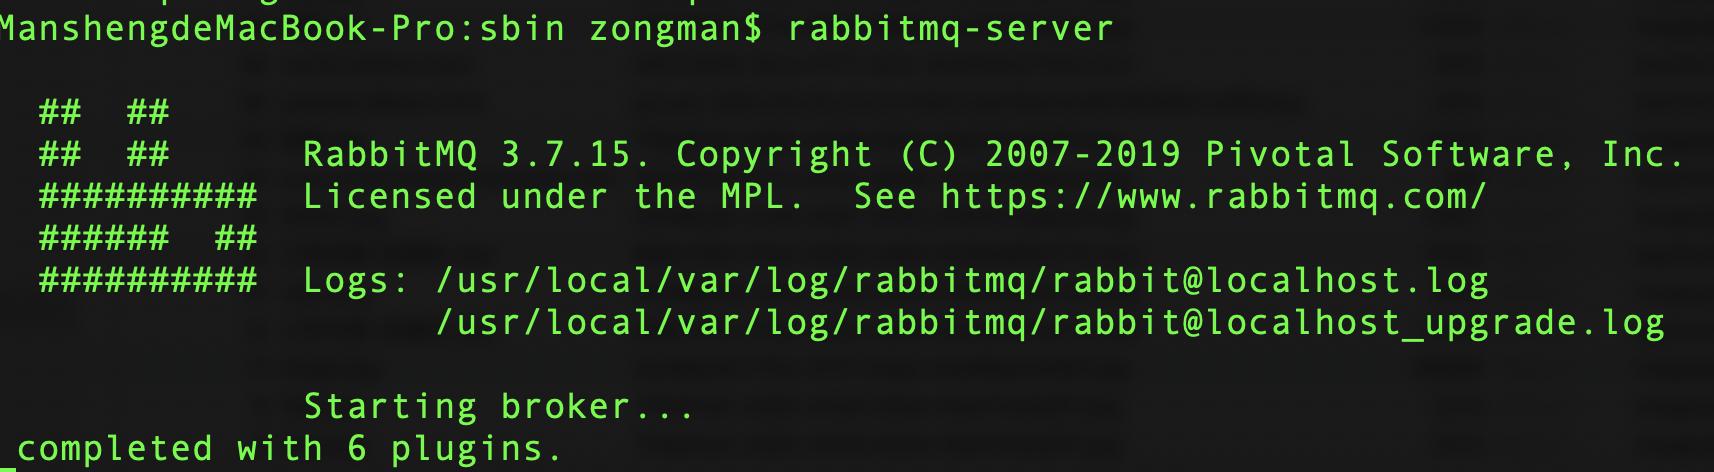 ManshengdeMacBook-Pro:sbin zongman$ rabbitmq-server
  ##  ##
  ##  ##      RabbitMQ 3.7.15. Copyright (C) 2007-2019 Pivotal Software, Inc.
  ##########  Licensed under the MPL.  See https://www.rabbitmq.com/
  ######  ##
  ##########  Logs: /usr/local/var/log/rabbitmq/rabbit@localhost.log
                    /usr/local/var/log/rabbitmq/rabbit@localhost_upgrade.log
              Starting broker...
 completed with 6 plugins.